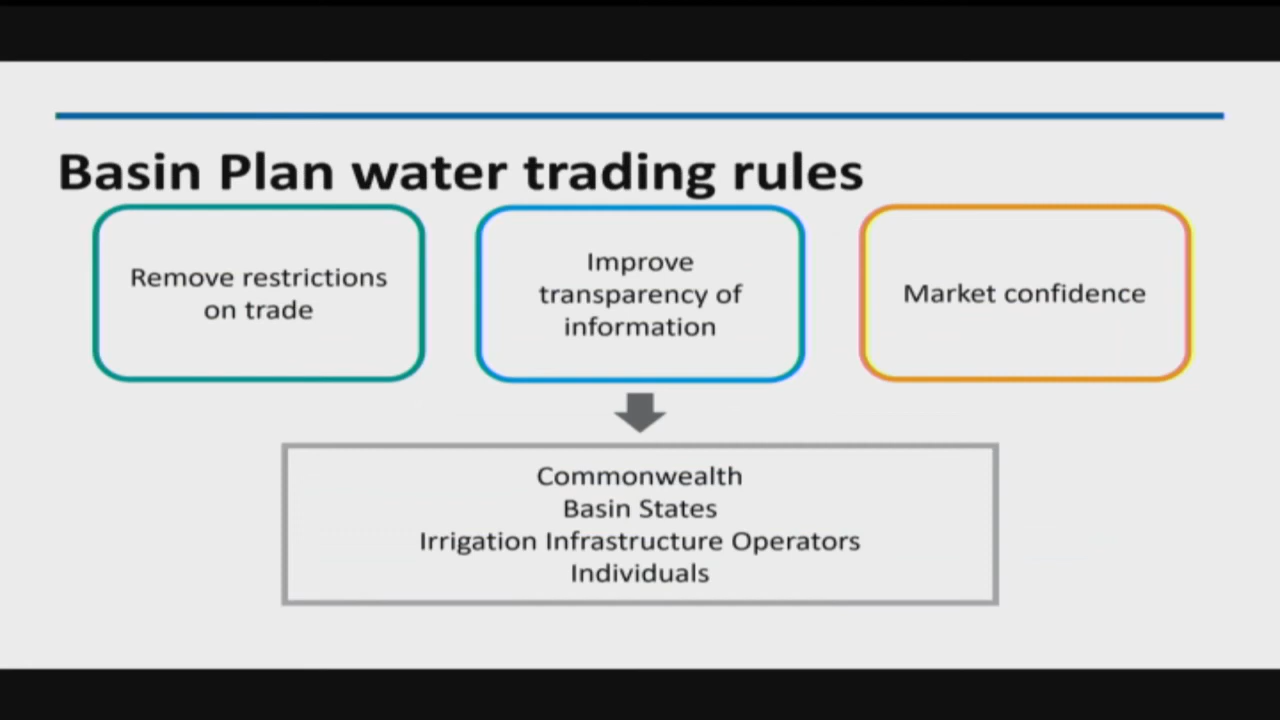 Basin Plan water trading rules
Remove restrictions
on trade
Improve
transparency of
information
Market confidence
Commonwealth
Basin States
Irrigation Infrastructure Operators
Individuals